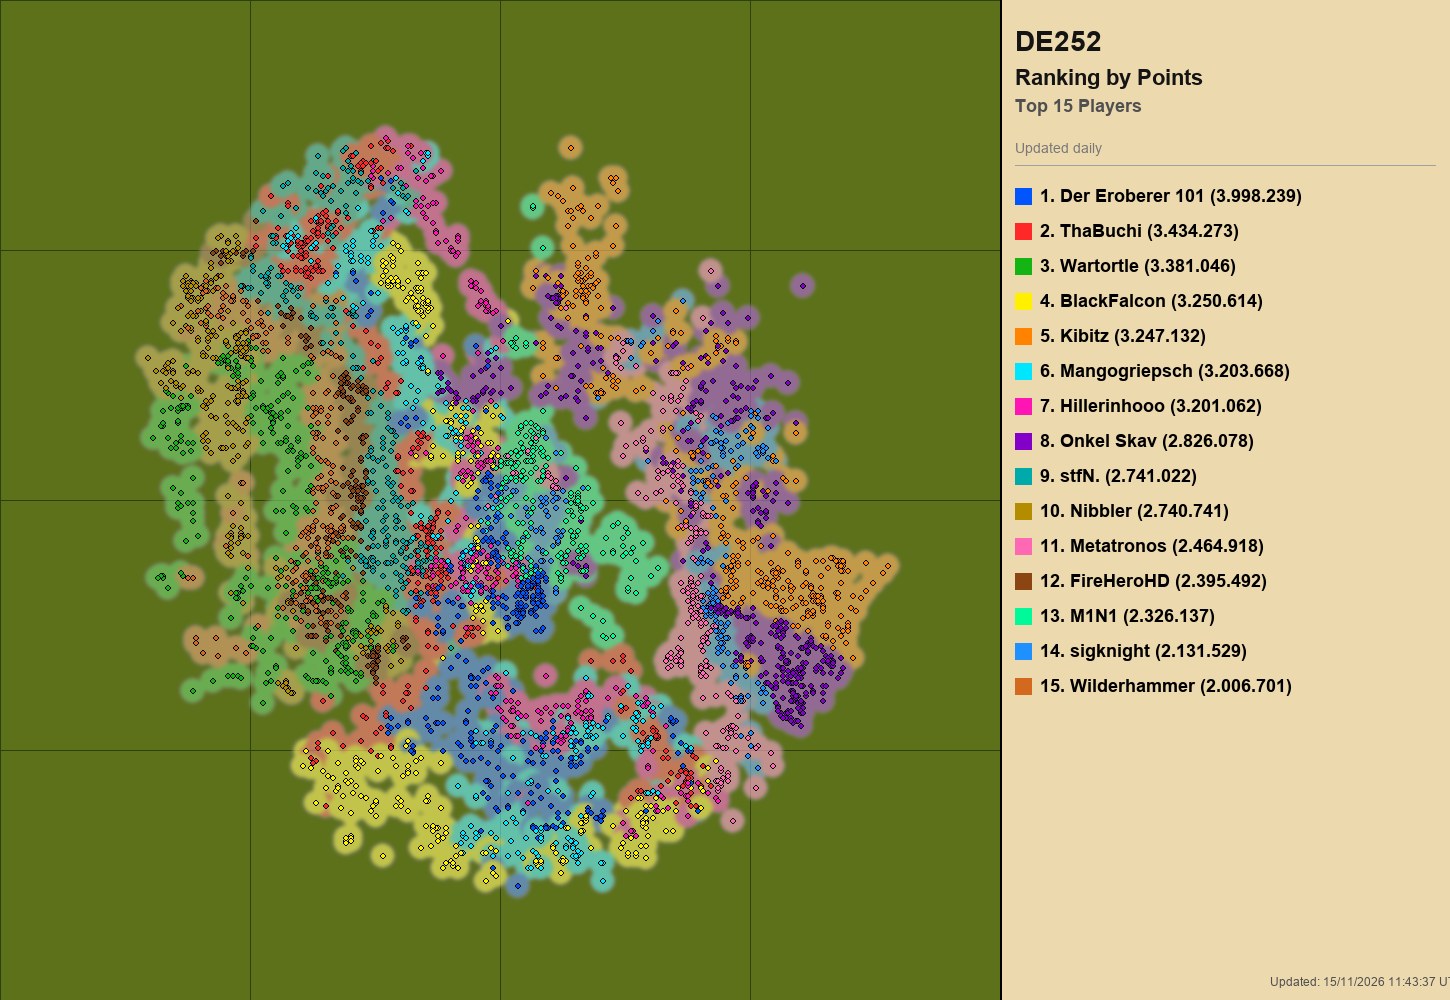 DE252
Ranking by Points
Top 15 Players
Updated daily
1. Der Eroberer 101 (3.998.239)
2. ThaBuchi (3.434.273)
3. Wartortle (3.381.046)
4. BlackFalcon (3.250.614)
5. Kibitz (3.247.132)
6. Mangogriepsch (3.203.668)
7. Hillerinhooo (3.201.062)
8. Onkel Skav (2.826.078)
9. stfN. (2.741.022)
10. Nibbler (2.740.741)
11. Metatronos (2.464.918)
12. FireHeroHD (2.395.492)
13. M1N1 (2.326.137)
14. sigknight (2.131.529)
15. Wilderhammer (2.006.701)
Updated: 15/11/2026 11:43:37